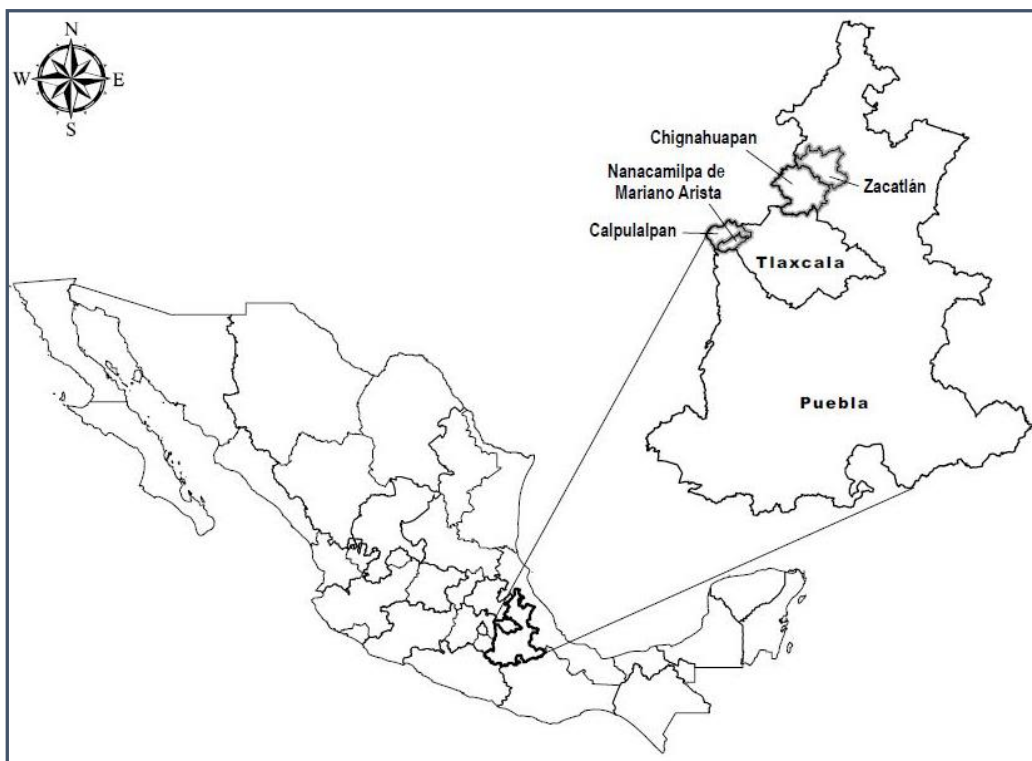 N
W E
S
Chignahuapan
Nanacamilpa de
Mariano Arista
Zacatlán
Calpulalpan
Tlaxcala
Puebla